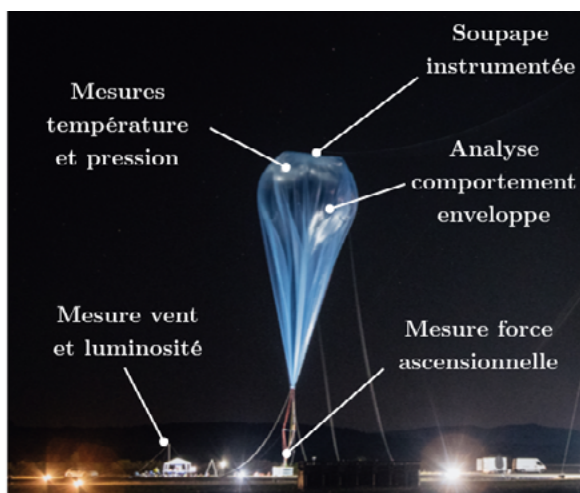 Soupape
instrumentée
Mesures
température
et pression
Analyse
comportement
enveloppe
Mesure vent
et luminosité
Mesure force
ascensionnelle